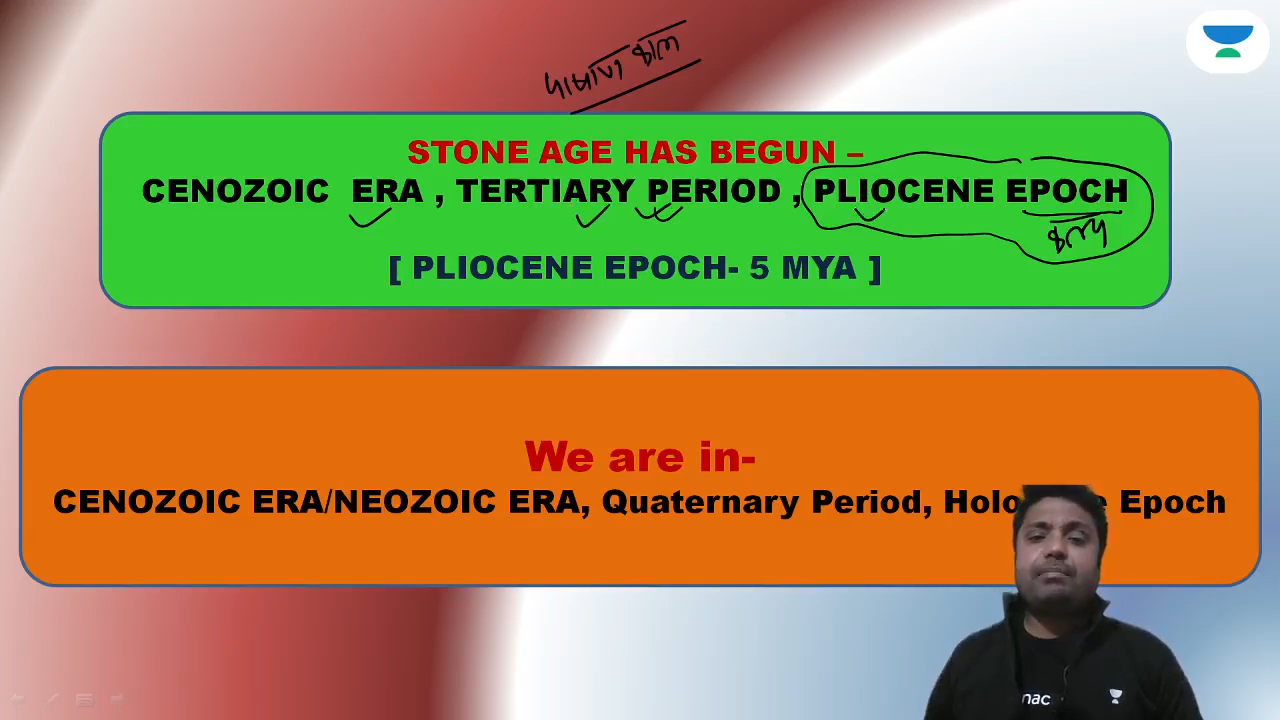 STONE AGE HAS BEGUN –
CENOZOIC ERA , TERTIARY PERIOD , PLIOCENE EPOCH
[ PLIOCENE EPOCH- 5 MYA ]
We are in-
CENOZOIC ERA/NEOZOIC ERA, Quaternary Period, Epoch
nac